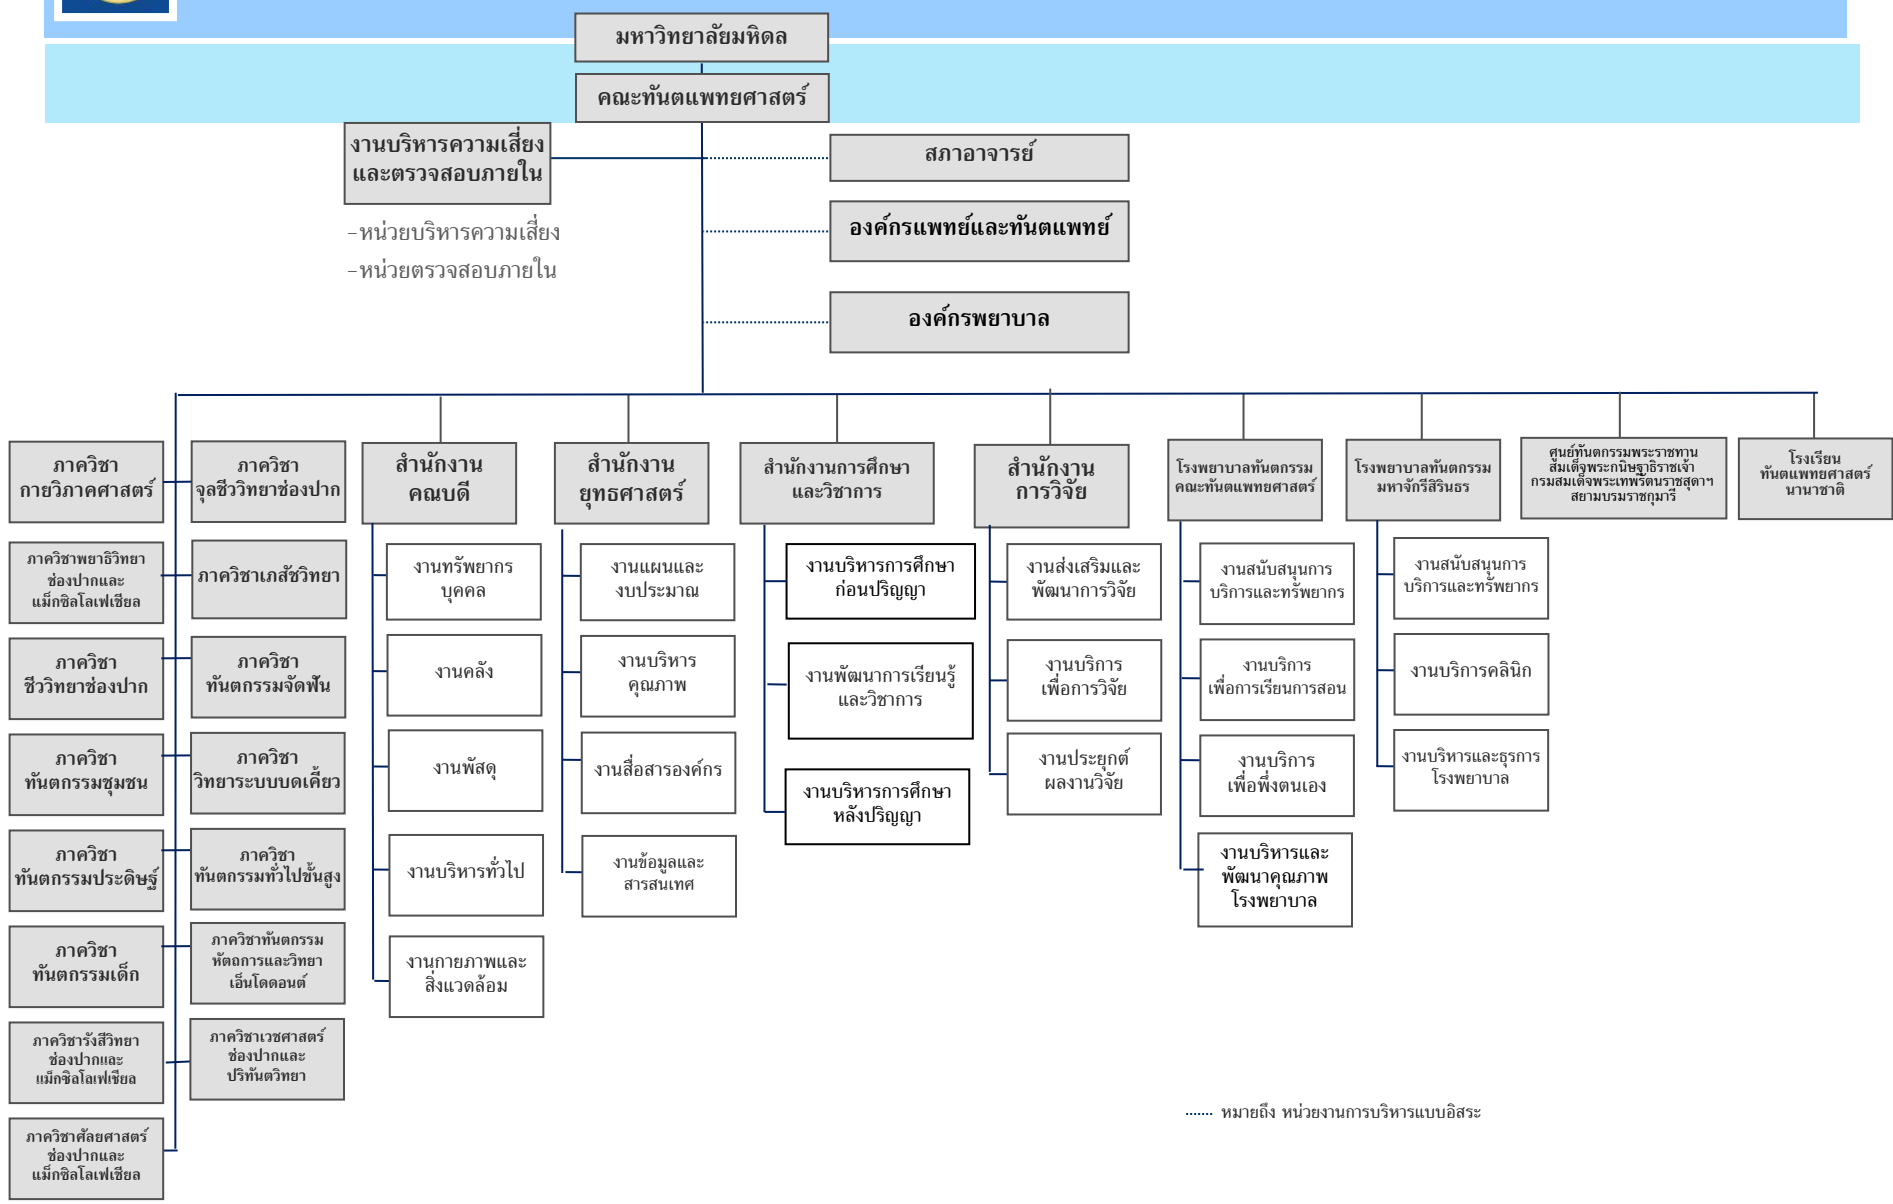 มหาวิทยาลัยมหิดล
คณะทันตแพทยศาสตร์
งานบริหารความเสี่ยง
และตรวจสอบภายใน
-หน่วยบริหารความเสี่ยง
-หน่วยตรวจสอบภายใน
สภาอาจารย์
องค์กรแพทย์และทันตแพทย์
องค์กรพยาบาล
ภาควิชา
กายวิภาคศาสตร์
ภาควิชาพยาธิวิทยา
ช่องปากและ
แม็กซิลโลเฟเชียล
ภาควิชา
ชีววิทยาช่องปาก
ภาควิชา
ทันตกรรมชุมชน
ภาควิชา
ทันตกรรมประดิษฐ์
ภาควิชา
ทันตกรรมเด็ก
ภาควิชารังสีวิทยา
ช่องปากและ
แม็กซิลโลเฟเชียล
ภาควิชาศัลยศาสตร์
ช่องปากและ
แม็กซิลโลเฟเชียล
ภาควิชา
จุลชีววิทยาช่องปาก
ภาควิชาเภสัชวิทยา
ภาควิชา
ทันตกรรมจัดฟัน
ภาควิชา
วิทยาระบบบดเคี้ยว
ภาควิชา
ทันตกรรมทั่วไปขั้นสูง
ภาควิชาทันตกรรม
หัตถการและวิทยา
เอ็นโดดอนต์
ภาควิชาเวชศาสตร์
ช่องปากและ
ปริทันตวิทยา
สำนักงาน
คณบดี
งานทรัพยากร
บุคคล
งานคลัง
งานพัสดุ
งานบริหารทั่วไป
งานกายภาพและ
สิ่งแวดล้อม
สำนักงาน
ยุทธศาสตร์
งานแผนและ
งบประมาณ
งานบริหาร
คุณภาพ
งานสื่อสารองค์กร
งานข้อมูลและ
สารสนเทศ
สำนักงานการศึกษา
และวิชาการ
งานบริหารการศึกษา
ก่อนปริญญา
งานพัฒนาการเรียนรู้
และวิชาการ
งานบริหารการศึกษา
หลังปริญญา
สำนักงาน
การวิจัย
งานส่งเสริมและ
พัฒนาการวิจัย
งานบริการ
เพื่อการวิจัย
งานประยุกต์
ผลงานวิจัย
โรงพยาบาลทันตกรรม
คณะทันตแพทยศาสตร์
งานสนับสนุนการ
บริการและทรัพยากร
งานบริการ
เพื่อการเรียนการสอน
งานบริการ
เพื่อพึ่งตนเอง
งานบริหารและ
พัฒนาคุณภาพ
โรงพยาบาล
โรงพยาบาลทันตกรรม
มหาจักรีสิรินธร
งานสนับสนุนการ
บริการและทรัพยากร
งานบริการคลินิก
งานบริหารและธุรการ
โรงพยาบาล
ศูนย์ทันตกรรมพระราชทาน
สมเด็จพระกนิษฐาธิราชเจ้า
กรมสมเด็จพระเทพรัตนราชสุดาฯ
สยามบรมราชกุมารี
โรงเรียน
ทันตแพทยศาสตร์
นานาชาติ
....... หมายถึง หน่วยงานการบริหารแบบอิสระ